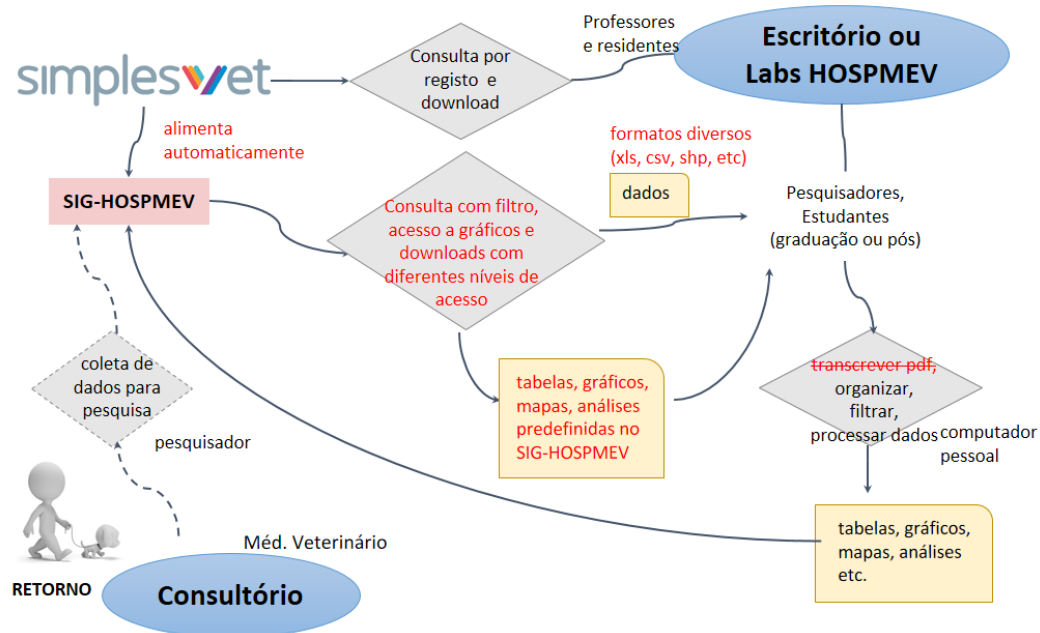 simplesvet
Consulta por
registo e
download
Professores
e residentes
Escritório ou
Labs HOSPMEV
alimenta
automaticamente
SIG-HOSPMEV
Consulta com filtro,
acesso a gráficos e
downloads com
diferentes níveis de
acesso
formatos diversos
(xls, csv, shp, etc)
dados
Pesquisadores,
Estudantes
(graduação ou pós)
coleta de
dados para
pesquisa
pesquisador
tabelas, gráficos,
mapas, análises
predefinidas no
SIG-HOSPMEV
transcrever pdf,
organizar,
filtrar,
processar dados
computador
pessoal
tabelas, gráficos,
mapas, análises
etc.
RETORNO
Méd. Veterinário
Consultório